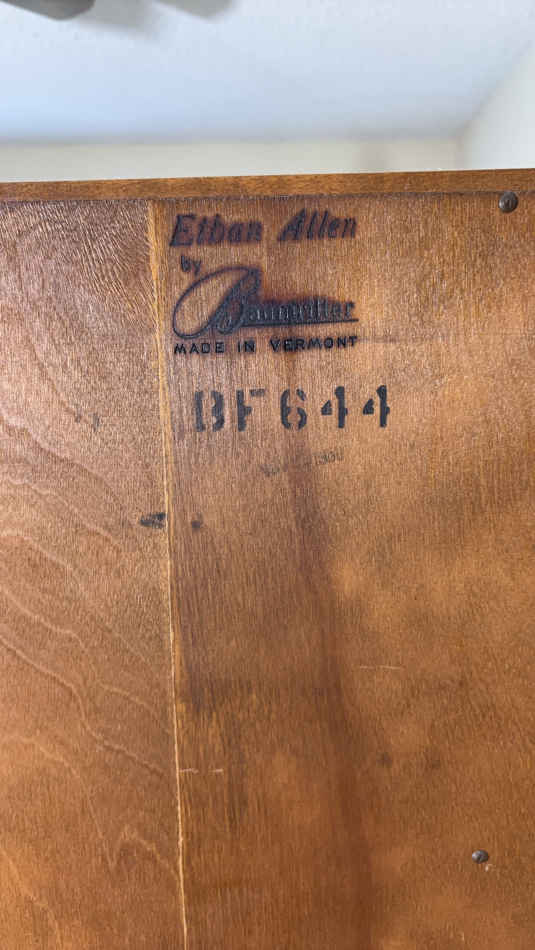 Ethan Allen
by
Baumritter
MADE IN VERMONT
BF644